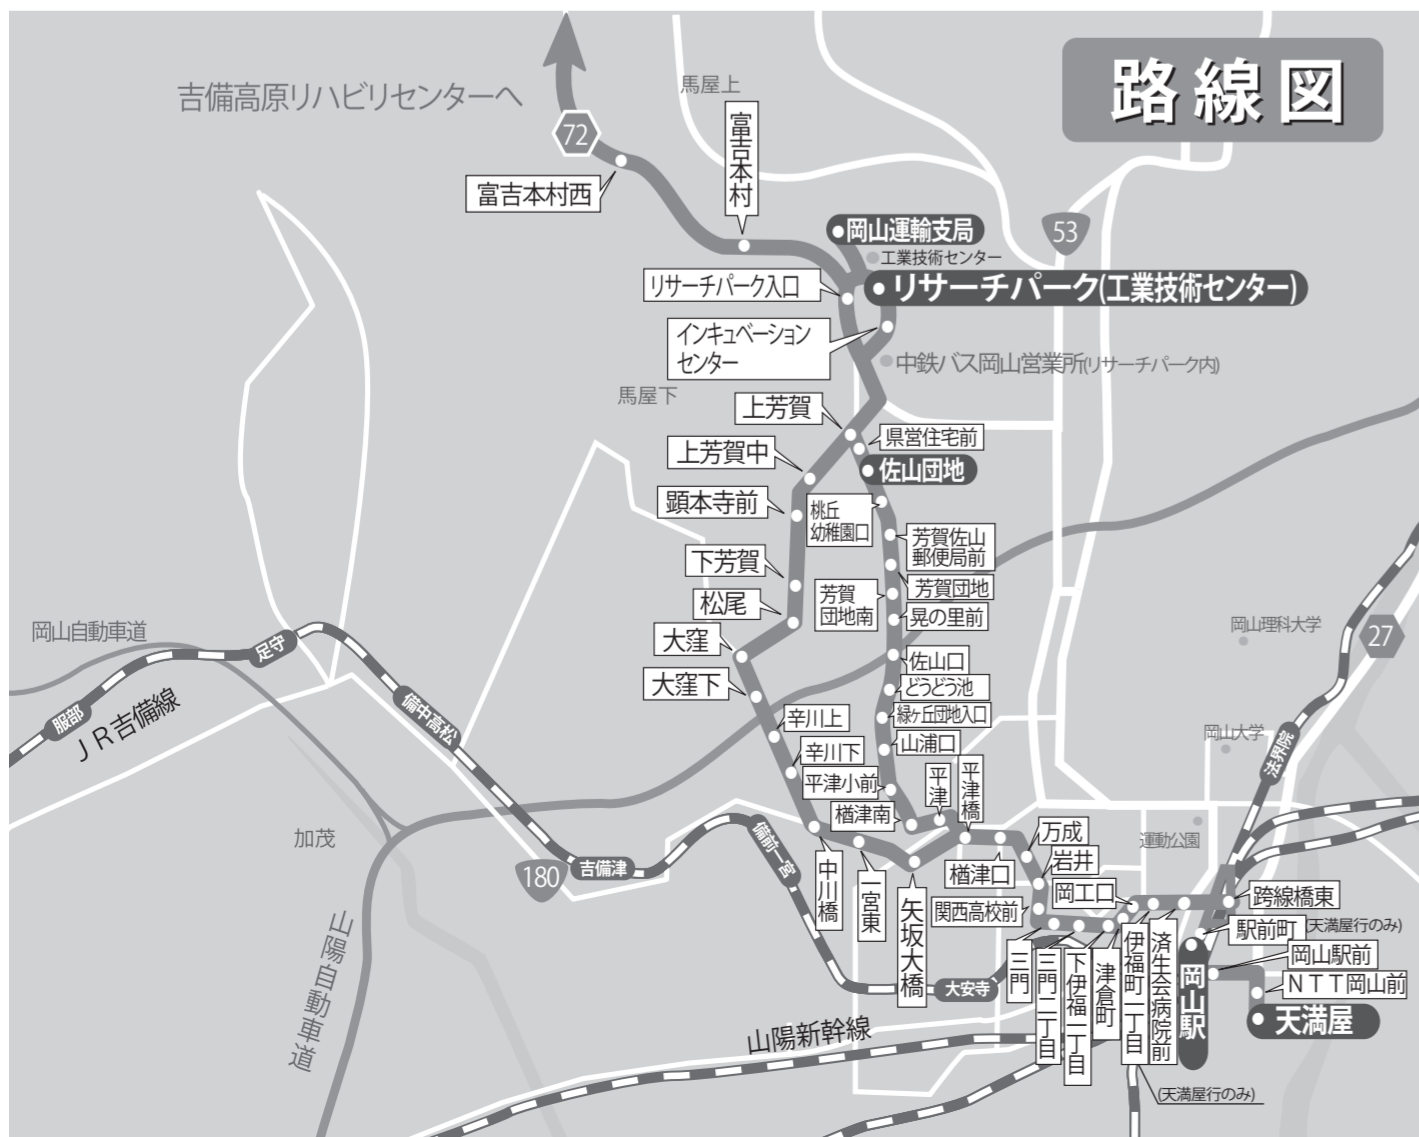 路線図
吉備高原リハビリセンターへ
馬屋上
72
富吉本村
富吉本村西
岡山運輸支局
53
工業技術センター
リサーチパーク入口
リサーチパーク(工業技術センター)
インキュベーション
センター
中鉄バス岡山営業所(リサーチパーク内)
馬屋下
上芳賀
県営住宅前
上芳賀中
佐山団地
顕本寺前
桃丘
幼稚園口
芳賀佐山
郵便局前
下芳賀
芳賀団地
松尾
芳賀
団地南
晃の里前
岡山自動車道
足守
大窪
佐山口
岡山理科大学
27
大窪下
どうどう池
服部
JR吉備線
備中高松
辛川上
緑ヶ丘団地入口
岡山大学
法界院
辛川下
山浦口
平津小前
平津
平津橋
楢津南
加茂
180
吉備津
備前一宮
中川橋
一宮東
矢坂大橋
楢津口
万成
岩井
運動公園
岡工口
関西高校前
跨線橋東
駅前町
(天満屋行のみ)
岡山駅前
NTT岡山前
天満屋
岡山駅
三門
三門二丁目
下伊福一丁目
津倉町
伊福町一丁目
済生会病院前
(天満屋行のみ)
大安寺
山陽自動車道
山陽新幹線